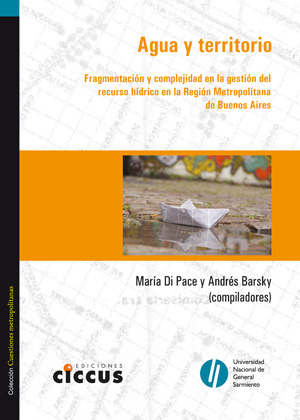 Agua y territorio
Fragmentación y complejidad en la gestión del
recurso hídrico en la Región Metropolitana
de Buenos Aires
María Di Pace y Andrés Barsky
(compiladores)
EDICIONES
CICCUS
Universidad
Nacional de
General
Sarmiento
Colección Cuestiones metropolitanas